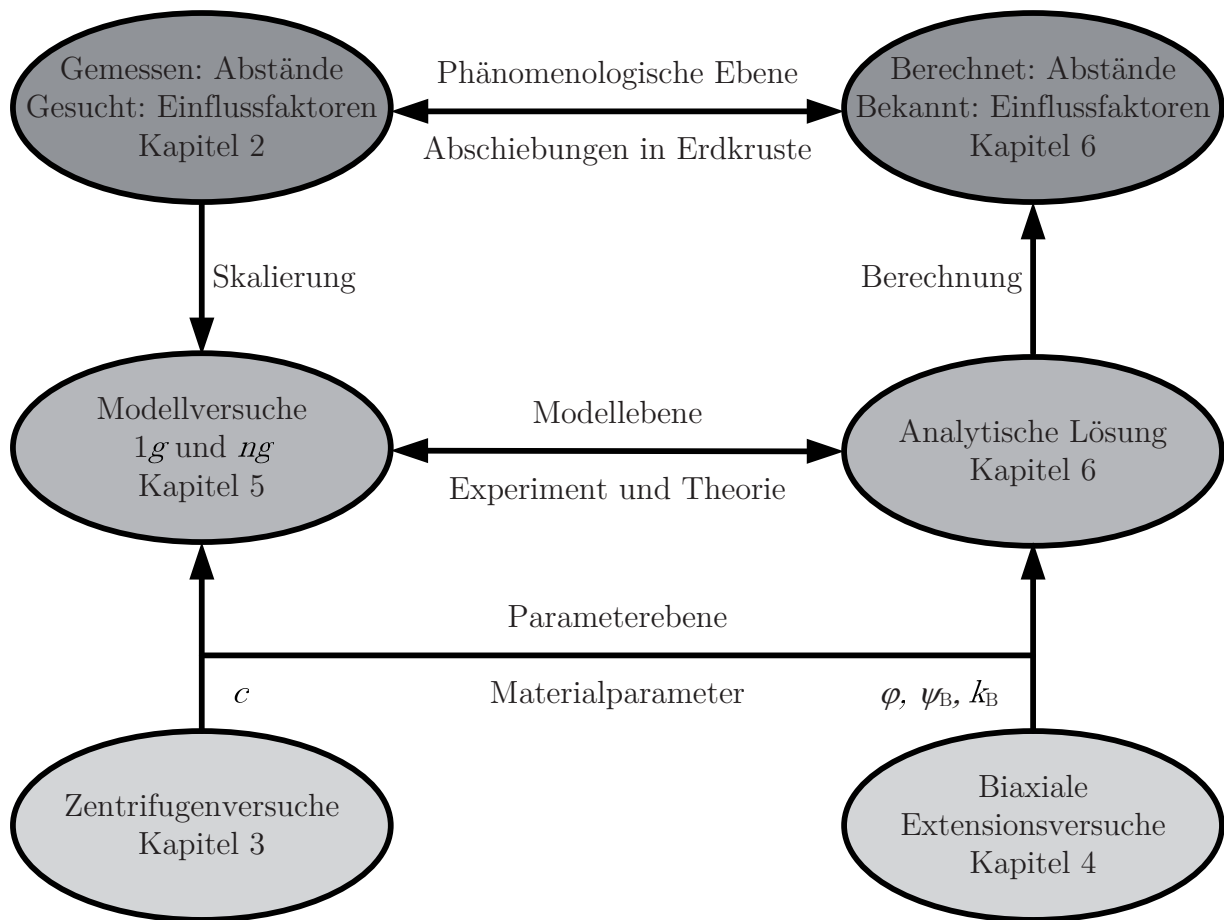 Gemessen: Abstände
Gesucht: Einflussfaktoren
Kapitel 2
Phänomenologische Ebene
Abschiebungen in Erdkruste
Berechnet: Abstände
Bekannt: Einflussfaktoren
Kapitel 6
Skalierung
Berechnung
Modellversuche
1g und ng
Kapitel 5
Modellebene
Experiment und Theorie
Analytische Lösung
Kapitel 6
Parameterebene
c
Materialparameter
φ, ψB, kB
Zentrifugenversuche
Kapitel 3
Biaxiale
Extensionsversuche
Kapitel 4